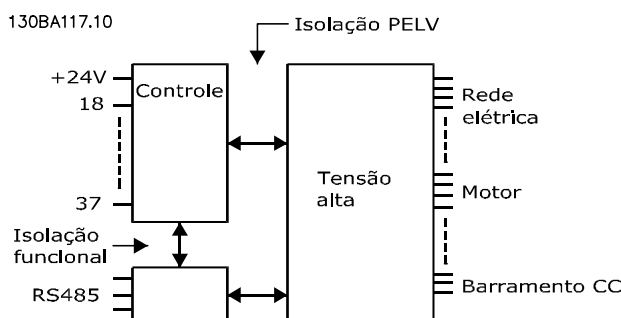 130BA117.10
Isolação PELV
+24V
Controle
18
Rede
elétrica
Tensão
alta
37
Motor
Isolação
funcional
RS485
Barramento CC